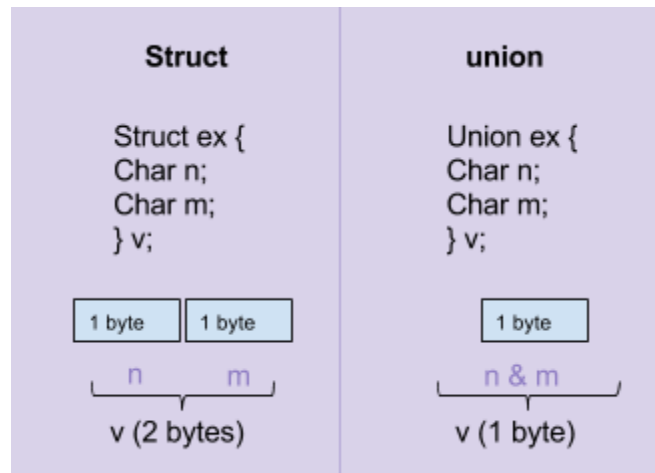 Struct
Struct ex {
Char n;
Char m;
} v;
1 byte 1 byte
n m
v (2 bytes)
union
Union ex {
Char n;
Char m;
} v;
1 byte
n & m
v (1 byte)